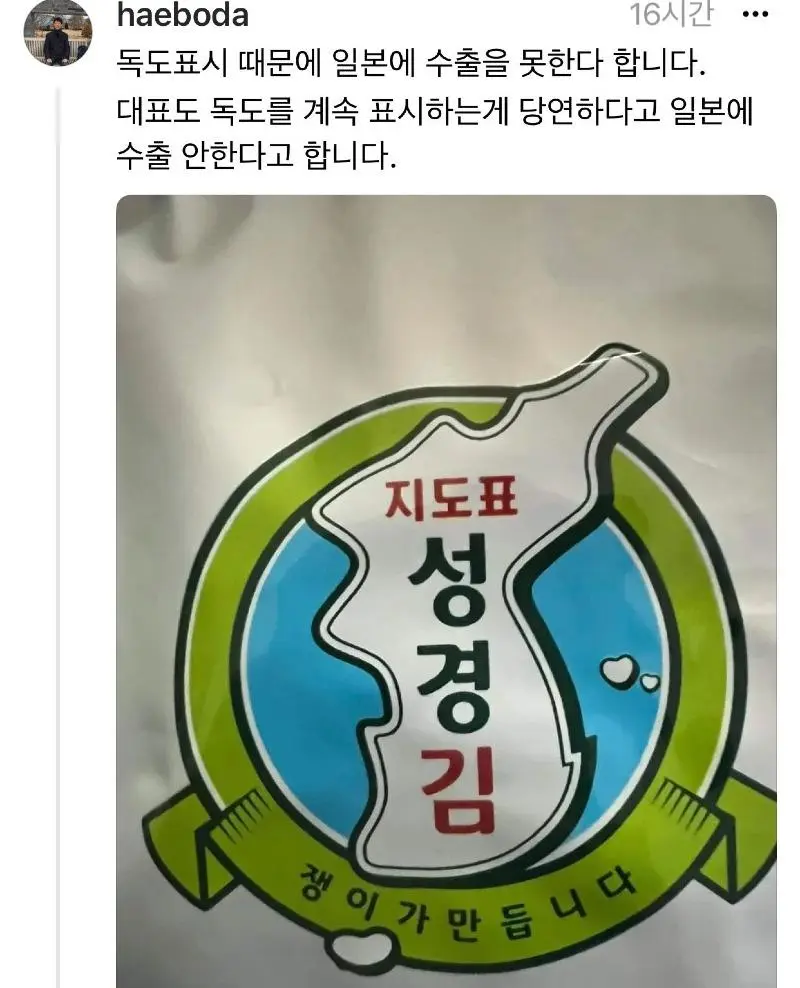 haeboda
16시간
독도표시 때문에 일본에 수출을 못한다 합니다.
대표도 독도를 계속 표시하는게 당연하다고 일본에
수출 안한다고 합니다.
지도표
성
경
김
쟁이가만듭니다